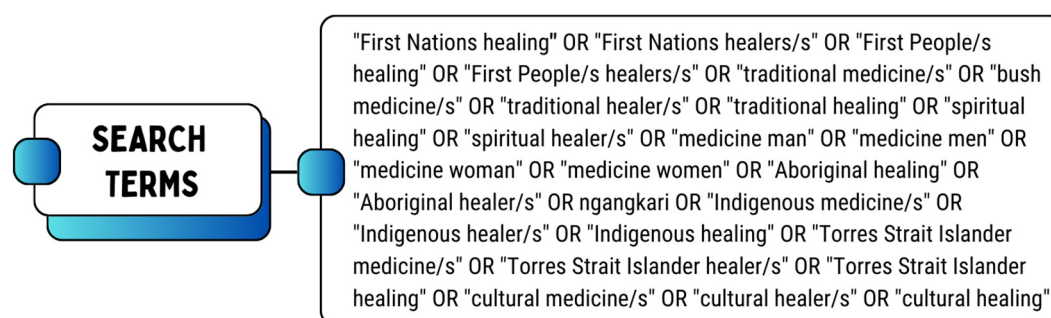 SEARCH
TERMS
"First Nations healing" OR "First Nations healers/s" OR "First People/s
healing" OR "First People/s healers/s" OR "traditional medicine/s" OR "bush
medicine/s" OR "traditional healer/s" OR "traditional healing" OR "spiritual
healing" OR "spiritual healer/s" OR "medicine man" OR "medicine men" OR
"medicine woman" OR "medicine women" OR "Aboriginal healing" OR
"Aboriginal healer/s" OR ngangkari OR "Indigenous medicine/s" OR
"Indigenous healer/s" OR "Indigenous healing" OR "Torres Strait Islander
medicine/s" OR "Torres Strait Islander healer/s" OR "Torres Strait Islander
healing" OR "cultural medicine/s" OR "cultural healer/s" OR "cultural healing"